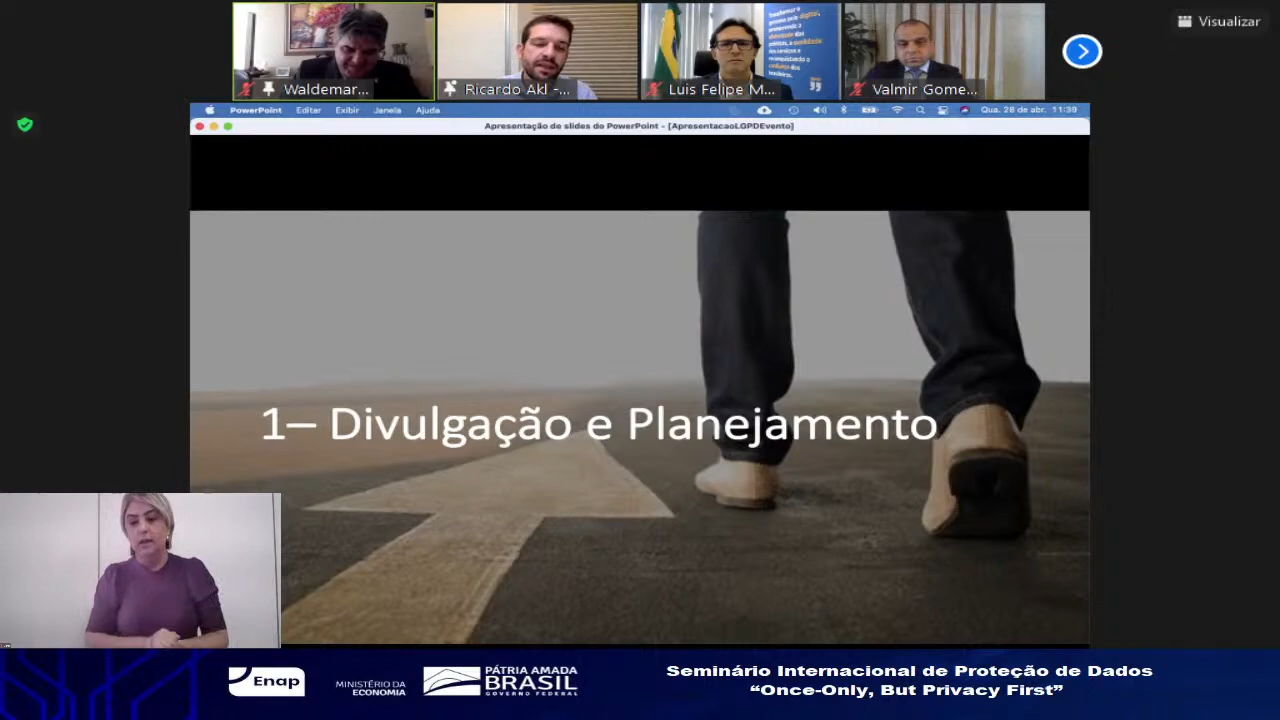 Visualizar
Waldemar...
Ricardo Akl -...
Luis Felipe M...
Valmir Gome...
PowerPoint Editar Exibir Janela Ajuda
Qua. 28 de abr. 11:39
Apresentação de slides do PowerPoint - [ApresentacaoLGPDEvento]
1– Divulgação e Planejamento
Enap
MINISTÉRIO DA
ECONOMIA
PÁTRIA AMADA
BRASIL
GOVERNO FEDERAL
Seminário Internacional de Proteção de Dados
“Once-Only, But Privacy First”